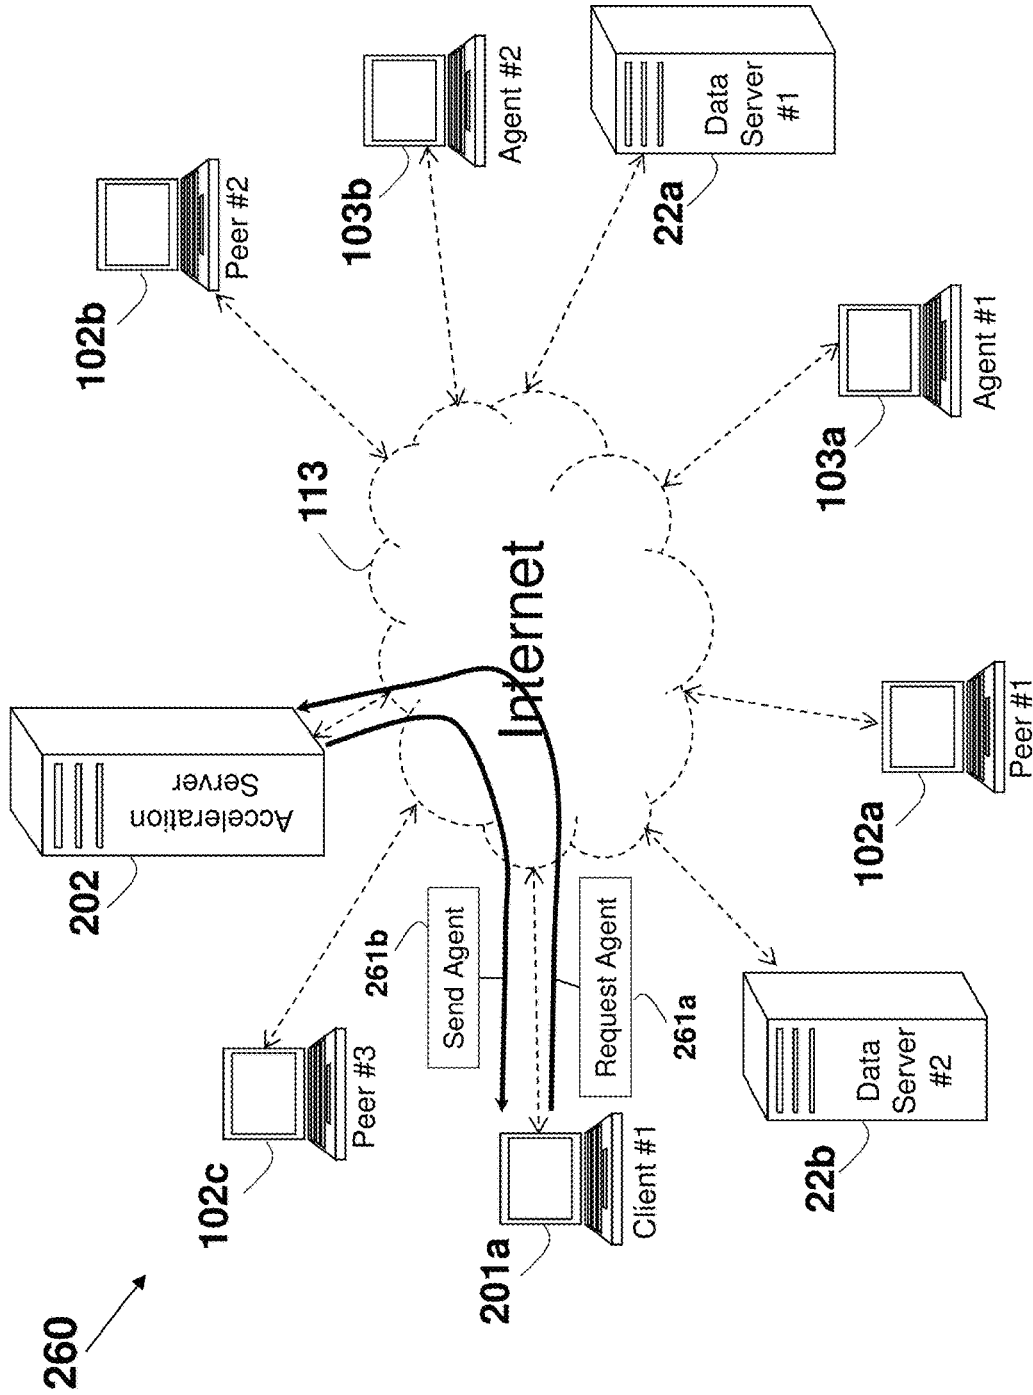 260
102c
Peer #3
202
Acceleration
Server
113
102b
Peer #2
103b
Agent #2
261b
Send Agent
Internet
201a
Client #1
Request Agent
261a
22a
Data
Server
#1
22b
Data
Server
#2
102a
Peer #1
103a
Agent #1